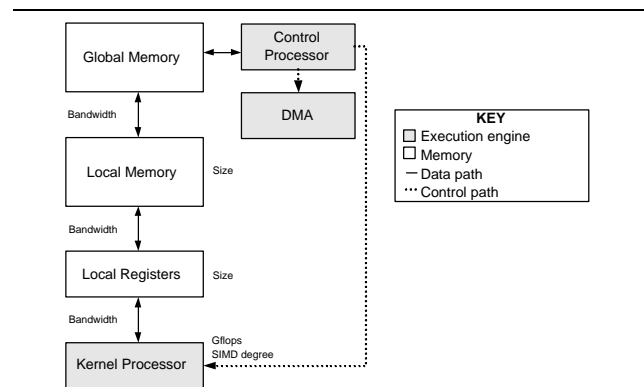 Global Memory
Control
Processor
DMA
Bandwidth
Local Memory
Size
Bandwidth
Local Registers
Size
Bandwidth
Gflops
SIMD degree
Kernel Processor
KEY
Execution engine
Memory
Data path
Control path